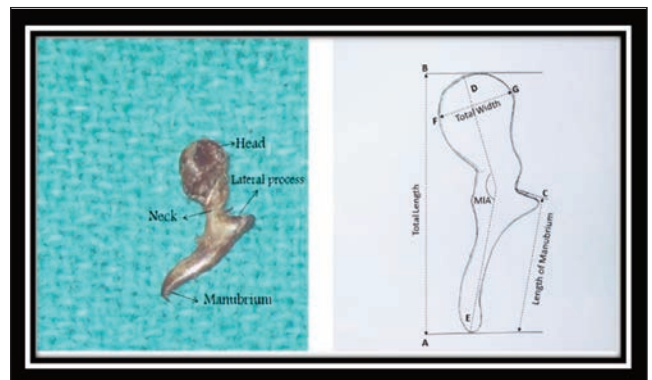 Head
Lateral process
Neck
Manubrium
B
D
G
F
Total Width
Total Length
MIA
C
Length of Manubrium
E
A